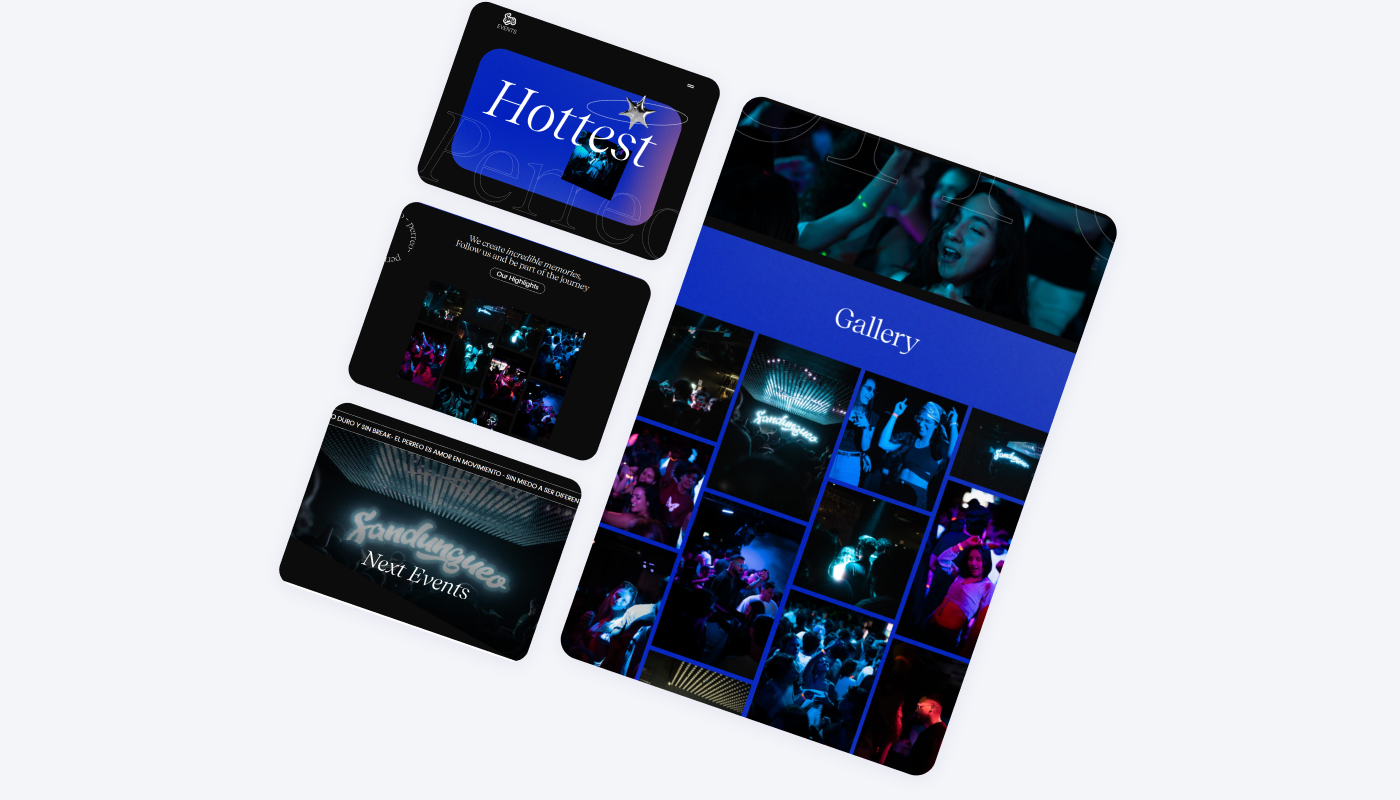 EVENTS
Hottest
Perreo
perreo-
We create incredible memories,
Follow us and be part of the journey
Our Highlights
O DURO Y SIN BREAK- EL PERREO ES AMOR EN MOVIMIENTO - SIN MIEDO A SER DIFEREN
Sandungueo
Next Events
Gallery
Sandungueo
Sandungueo